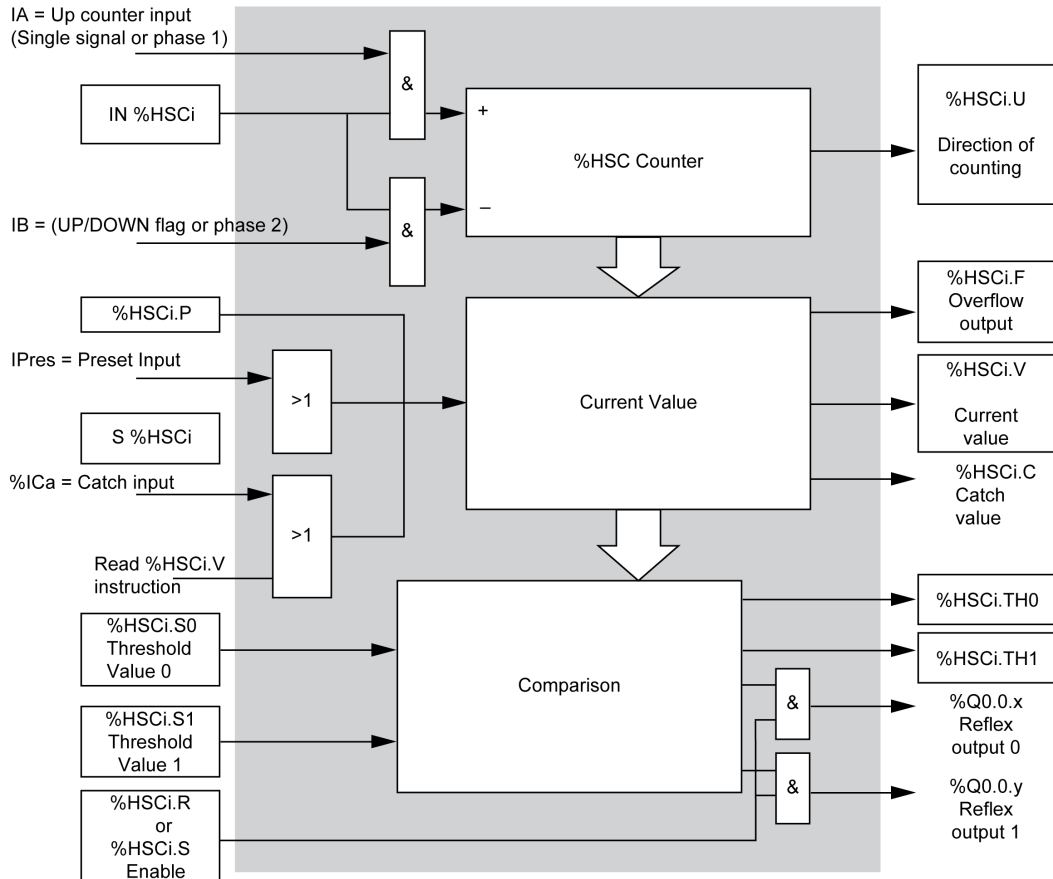 IA = Up counter input
(Single signal or phase 1)
IN %HSCi
&
+
%HSC Counter
–
%HSCi.U
Direction of
counting
IB = (UP/DOWN flag or phase 2)
&
%HSCi.P
%HSCi.F
Overflow
output
IPres = Preset Input
>1
S %HSCi
Current Value
%HSCi.V
Current
value
%ICa = Catch input
>1
%HSCi.C
Catch
value
Read %HSCi.V
instruction
%HSCi.S0
Threshold
Value 0
Comparison
%HSCi.TH0
%HSCi.TH1
%HSCi.S1
Threshold
Value 1
&
%Q0.0.x
Reflex
output 0
%HSCi.R
or
%HSCi.S
Enable
&
%Q0.0.y
Reflex
output 1